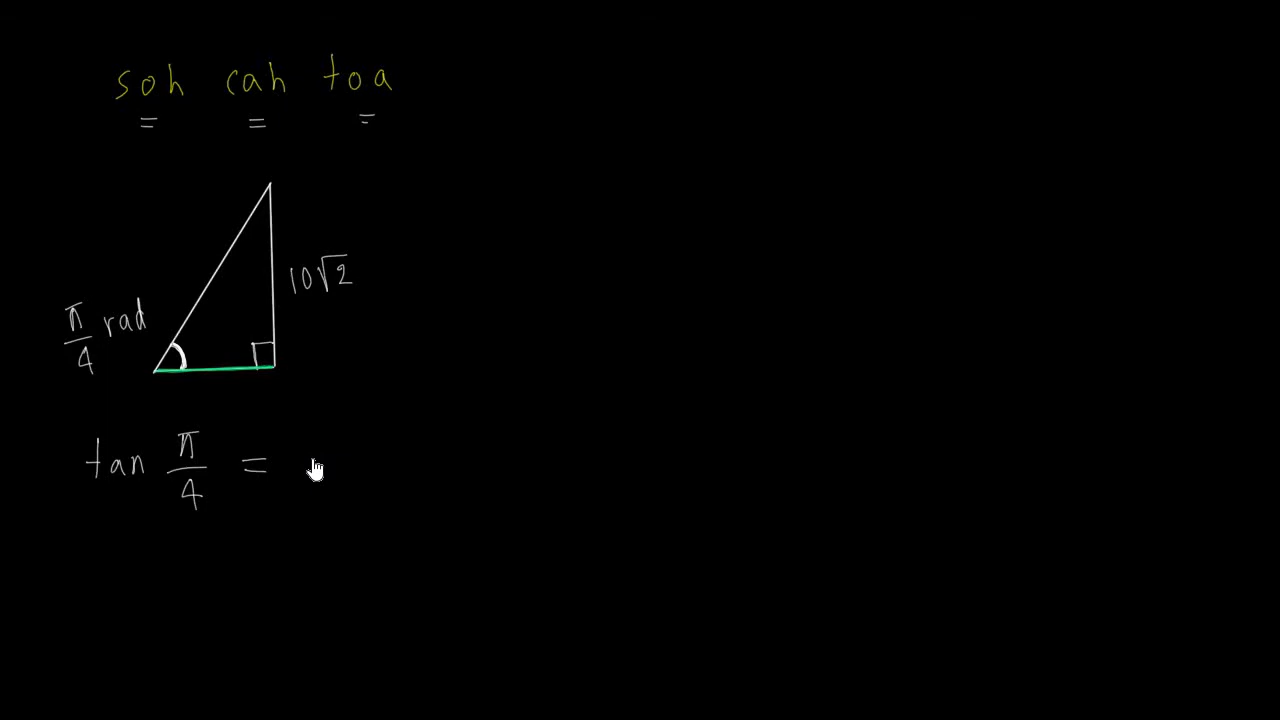 soh cah toa
= = =
10√2
π/4 rad
tan π/4 =